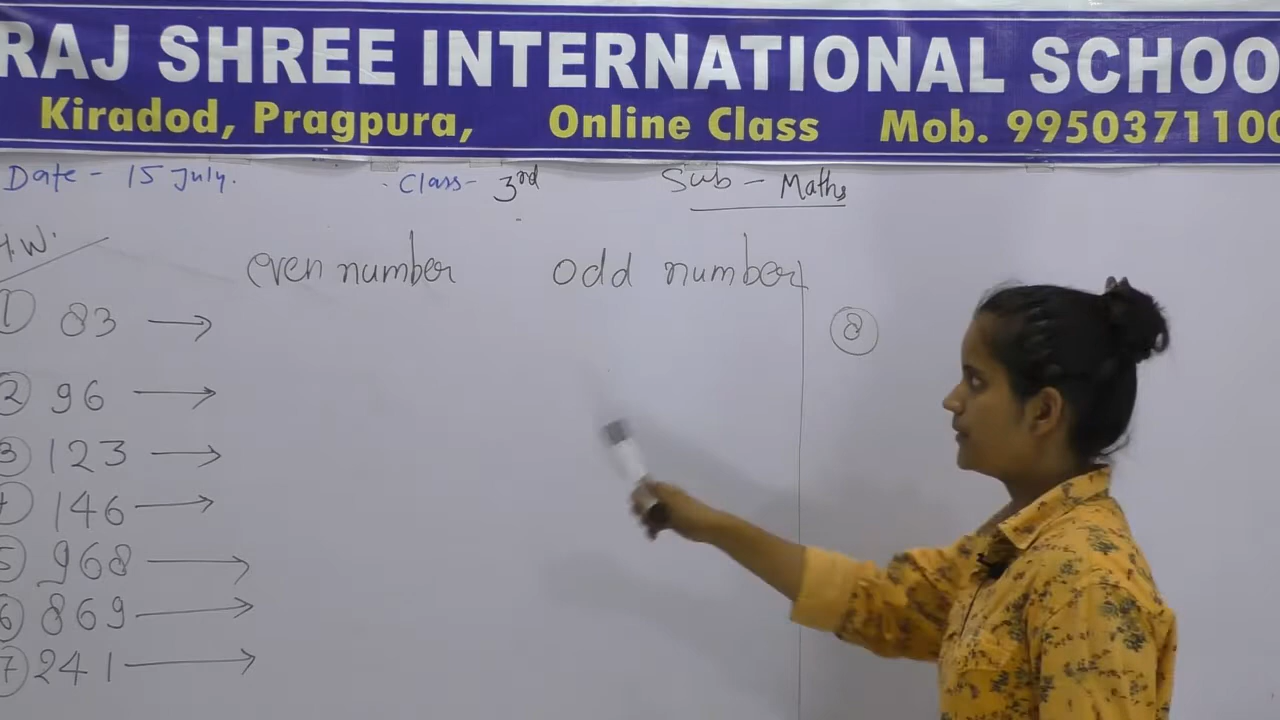 RAJ SHREE INTERNATIONAL SCHOO
Kiradod, Pragpura, Online Class Mob. 9950371100
Date - 15 July. Class - 3rd Sub - Maths
H.W.
even number odd number
① 83 →
② 96 →
③ 123 →
④ 146 →
⑤ 968 →
⑥ 869 →
⑦ 241 →
⑧